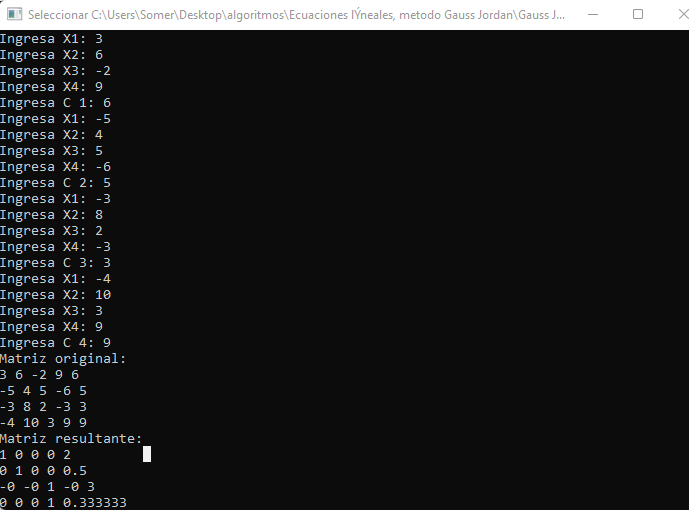 Seleccionar C:\Users\Somer\Desktop\algoritmos\Ecuaciones lÝneales, metodo Gauss Jordan\Gauss J...
Ingresa X1: 3
Ingresa X2: 6
Ingresa X3: -2
Ingresa X4: 9
Ingresa C 1: 6
Ingresa X1: -5
Ingresa X2: 4
Ingresa X3: 5
Ingresa X4: -6
Ingresa C 2: 5
Ingresa X1: -3
Ingresa X2: 8
Ingresa X3: 2
Ingresa X4: -3
Ingresa C 3: 3
Ingresa X1: -4
Ingresa X2: 10
Ingresa X3: 3
Ingresa X4: 9
Ingresa C 4: 9
Matriz original:
3 6 -2 9 6
-5 4 5 -6 5
-3 8 2 -3 3
-4 10 3 9 9
Matriz resultante:
1 0 0 0 2
0 1 0 0 0.5
-0 -0 1 -0 3
0 0 0 1 0.333333